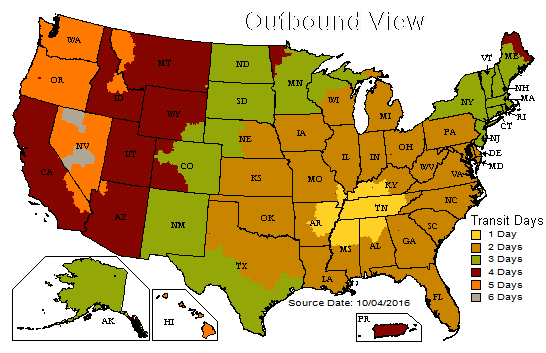 Outbound View
WA
MT
ND
MN
ME
VT
OR
ID
SD
WI
MI
NY
NH
MA
RI
CT
WY
NE
IA
PA
NJ
NV
UT
CO
IL
IN
OH
DE
MD
CA
KS
MO
KY
WV
VA
AZ
NM
OK
AR
TN
NC
TX
LA
MS
AL
GA
SC
FL
Transit Days
1 Day
2 Days
3 Days
4 Days
5 Days
6 Days
Source Date: 10/04/2016
AK
HI
PR